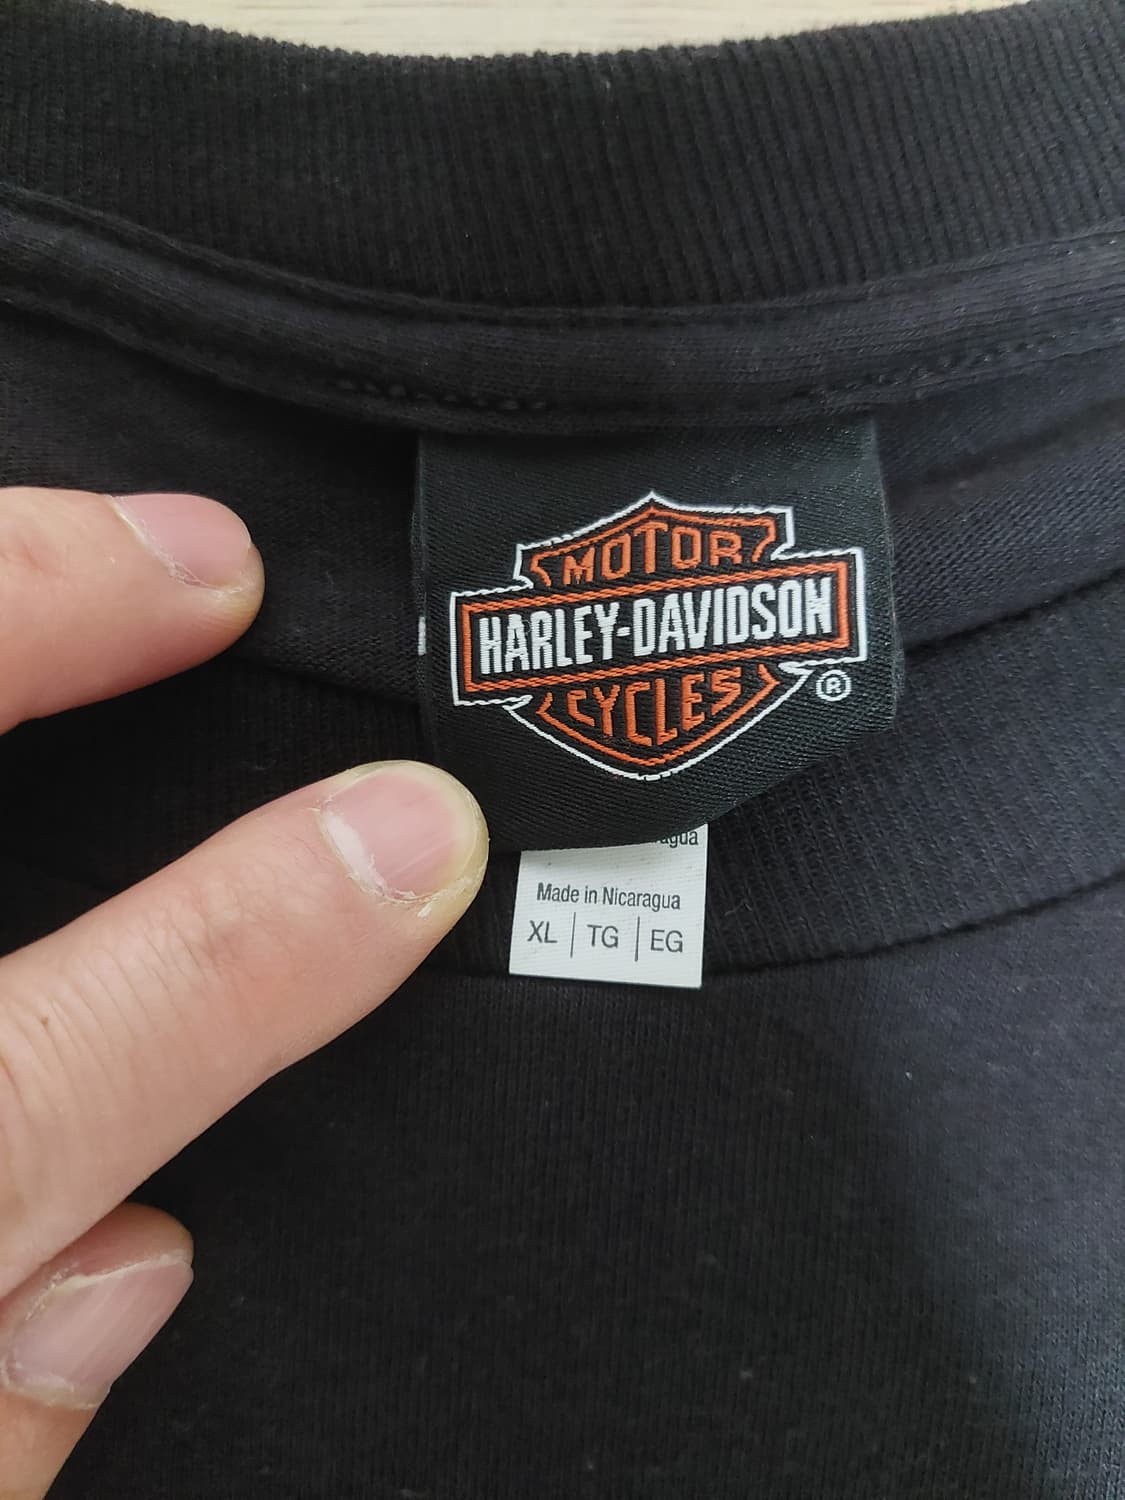 MOTOR
HARLEY-DAVIDSON
CYCLES
®
Made in Nicaragua
XL | TG | EG